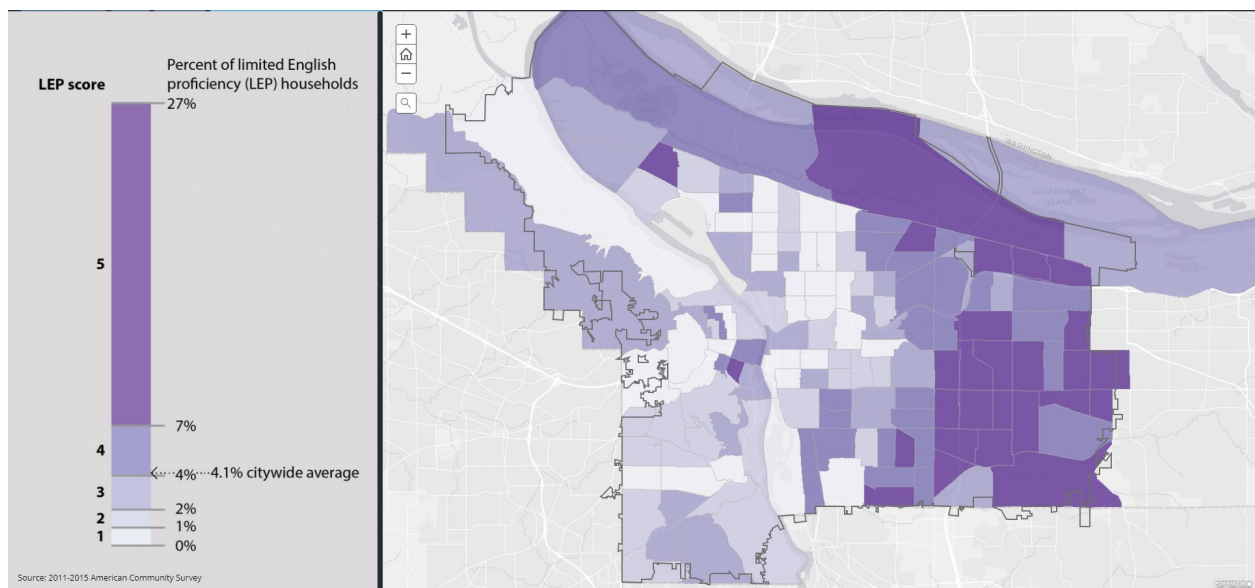 LEP score
Percent of limited English
proficiency (LEP) households
27%
5
7%
4
4%
4.1% citywide average
3
2%
2
1%
1
0%
Source: 2011-2015 American Community Survey
+
−
WASHINGTON
GOVERNMENT
ISLAND